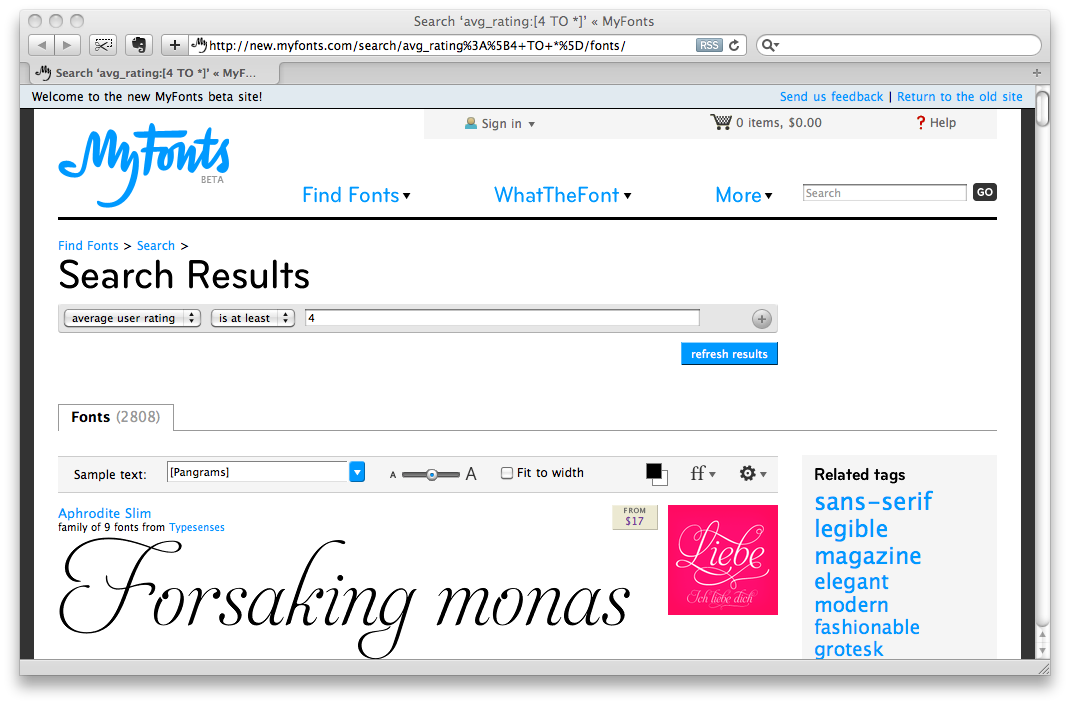 Search ‘avg_rating:[4 TO *]’ « MyFonts
http://new.myfonts.com/search/avg_rating%3A%5B4+TO+*%5D/fonts/ RSS
Search ‘avg_rating:[4 TO *]’ « MyF...
Welcome to the new MyFonts beta site! Send us feedback | Return to the old site
Sign in 0 items, $0.00 ? Help
MyFonts
BETA
Find Fonts WhatTheFont More Search GO
Find Fonts > Search >
Search Results
average user rating is at least 4
refresh results
Fonts (2808)
Sample text: [Pangrams] A A Fit to width ff
Related tags
sans-serif
legible
magazine
elegant
modern
fashionable
grotesk
Aphrodite Slim
family of 9 fonts from Typesenses
FROM
$17
Forsaking monas
Liebe
Ich liebe dich